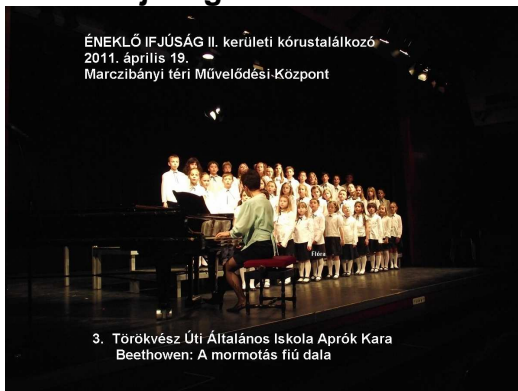 ÉNEKLŐ IFJÚSÁG II. kerületi kórustalálkozó
2011. április 19.
Marczibányi téri Művelődési Központ
Flóra
3. Törökvész Úti Általános Iskola Aprók Kara
Beethowen: A mormotás fiú dala